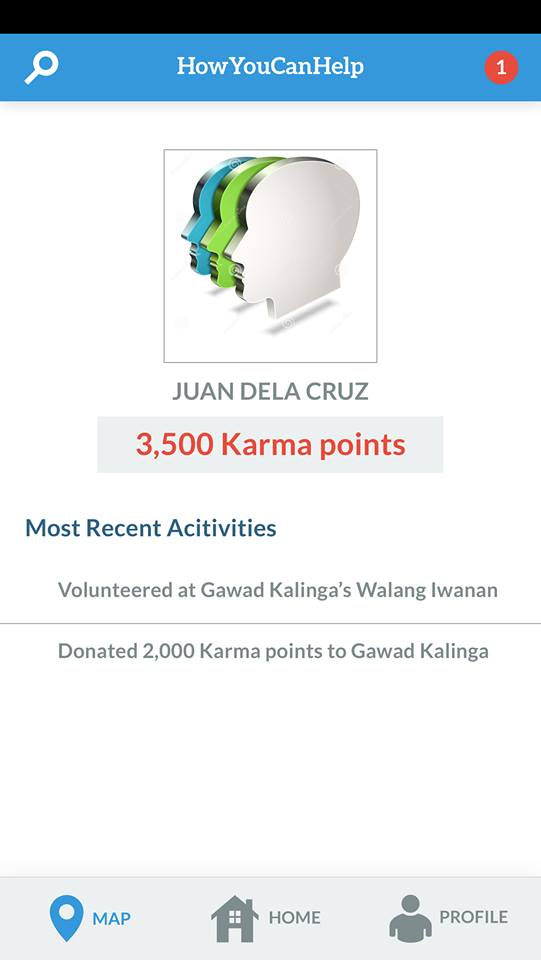 HowYouCanHelp
1
JUAN DELA CRUZ
3,500 Karma points
Most Recent Acitivities
Volunteered at Gawad Kalinga’s Walang Iwanan
Donated 2,000 Karma points to Gawad Kalinga
MAP
HOME
PROFILE